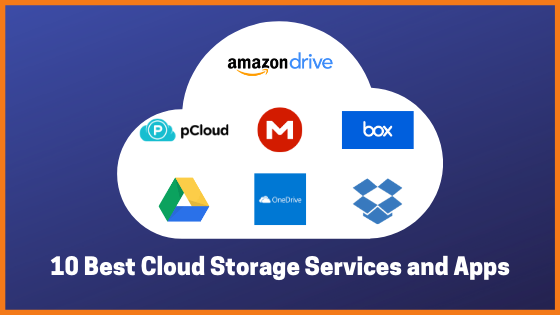 amazondrive
P pCloud
M
box
OneDrive
10 Best Cloud Storage Services and Apps